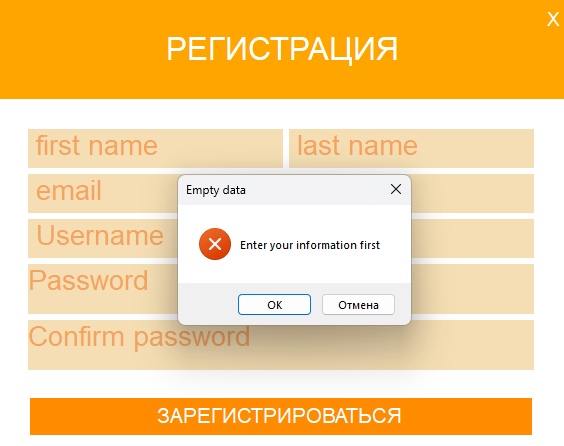 X
РЕГИСТРАЦИЯ
first name
last name
email
Username
Password
Confirm password
Empty data
Enter your information first
OK
Отмена
ЗАРЕГИСТРИРОВАТЬСЯ